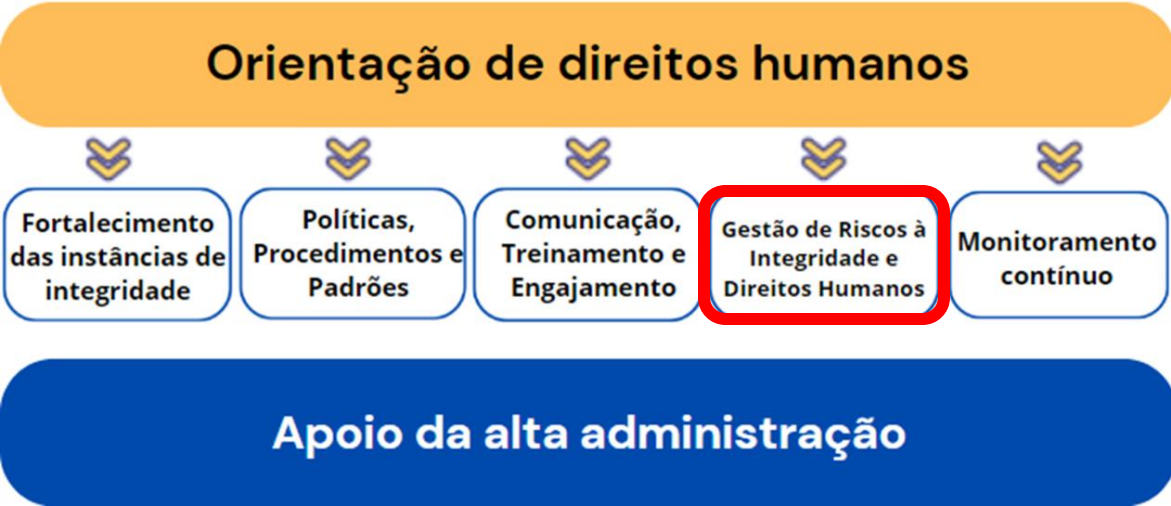 Orientação de direitos humanos
Fortalecimento
das instâncias de
integridade
Políticas,
Procedimentos e
Padrões
Comunicação,
Treinamento e
Engajamento
Gestão de Riscos à
Integridade e
Direitos Humanos
Monitoramento
contínuo
Apoio da alta administração